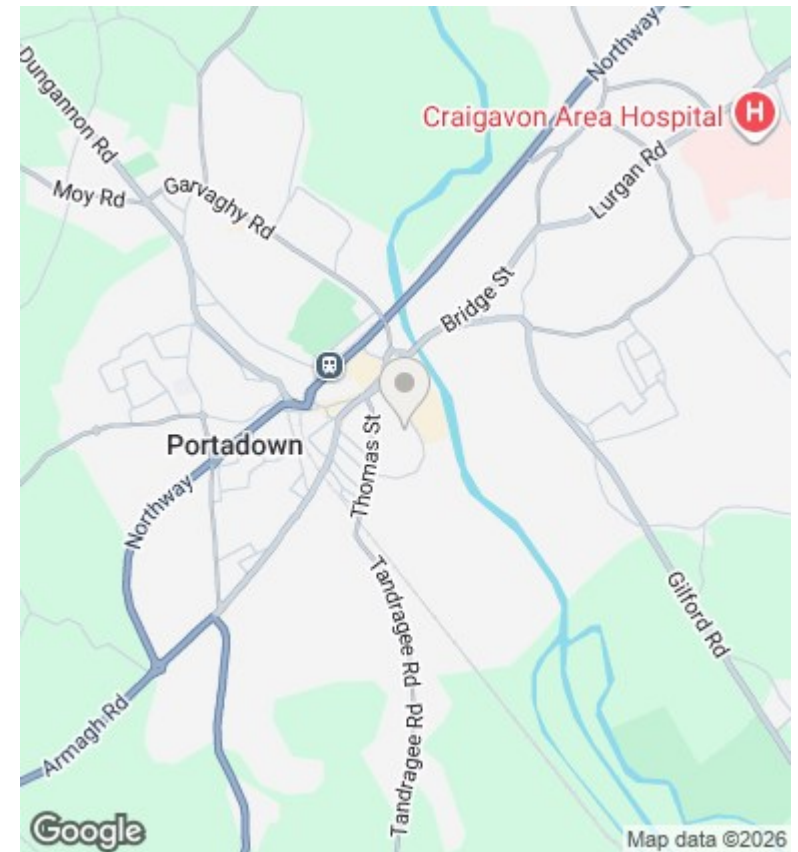 Dungannon Rd
Northway
Craigavon Area Hospital
H
Moy Rd
Garvaghy Rd
Lurgan Rd
Bridge St
Portadown
Thomas St
Northway
Tandragee Rd
Gilford Rd
Armagh Rd
Tandragee Rd
Google
Map data ©2026